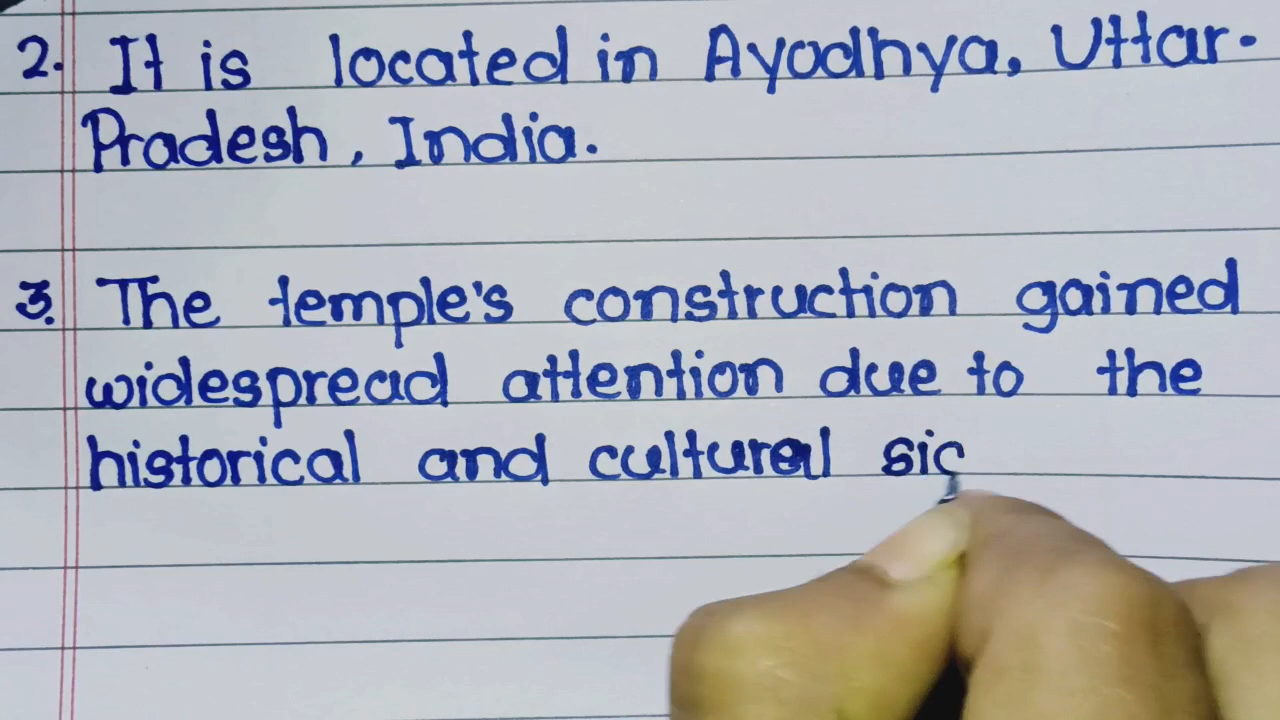 2. It is located in Ayodhya, Uttar-
Pradesh, India.
3. The temple's construction gained
widespread attention due to the
historical and cultural